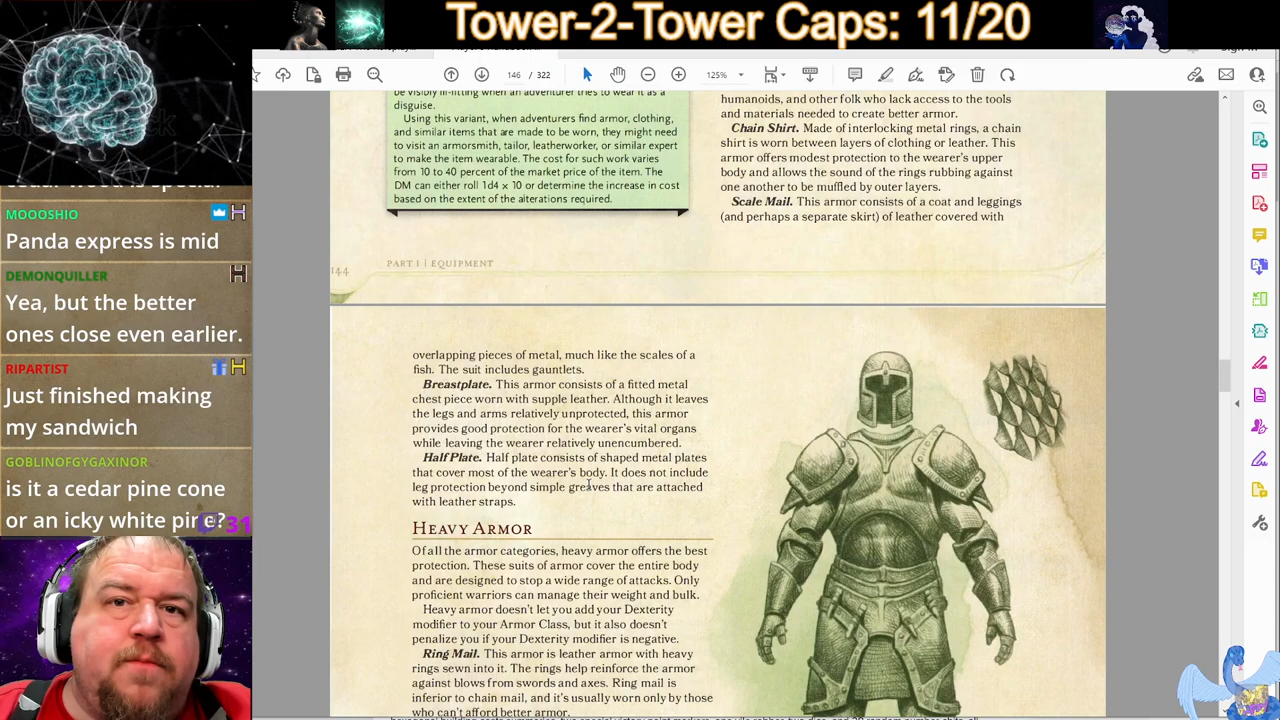 Tower-2-Tower Caps: 11/20
146 / 322
125%
MOOOSHIO
Panda express is mid
DEMONQUILLER
Yea, but the better
ones close even earlier.
RIPARTIST
Just finished making
my sandwich
GOBLINOFGYGAXINOR
is it a cedar pine cone
or an icky white pine?
31
be visibly ill-fitting when an adventurer tries to wear it as a
disguise.
Using this variant, when adventurers find armor, clothing,
and similar items that are made to be worn, they might need
to visit an armorsmith, tailor, leatherworker, or similar expert
to make the item wearable. The cost for such work varies
from 10 to 40 percent of the market price of the item. The
DM can either roll 1d4 × 10 or determine the increase in cost
based on the extent of the alterations required.
144
PART I | EQUIPMENT
humanoids, and other folk who lack access to the tools
and materials needed to create better armor.
Chain Shirt. Made of interlocking metal rings, a chain
shirt is worn between layers of clothing or leather. This
armor offers modest protection to the wearer's upper
body and allows the sound of the rings rubbing against
one another to be muffled by outer layers.
Scale Mail. This armor consists of a coat and leggings
(and perhaps a separate skirt) of leather covered with
overlapping pieces of metal, much like the scales of a
fish. The suit includes gauntlets.
Breastplate. This armor consists of a fitted metal
chest piece worn with supple leather. Although it leaves
the legs and arms relatively unprotected, this armor
provides good protection for the wearer's vital organs
while leaving the wearer relatively unencumbered.
Half Plate. Half plate consists of shaped metal plates
that cover most of the wearer's body. It does not include
leg protection beyond simple greaves that are attached
with leather straps.
HEAVY ARMOR
Of all the armor categories, heavy armor offers the best
protection. These suits of armor cover the entire body
and are designed to stop a wide range of attacks. Only
proficient warriors can manage their weight and bulk.
Heavy armor doesn't let you add your Dexterity
modifier to your Armor Class, but it also doesn't
penalize you if your Dexterity modifier is negative.
Ring Mail. This armor is leather armor with heavy
rings sewn into it. The rings help reinforce the armor
against blows from swords and axes. Ring mail is
inferior to chain mail, and it's usually worn only by those
who can't afford better armor.